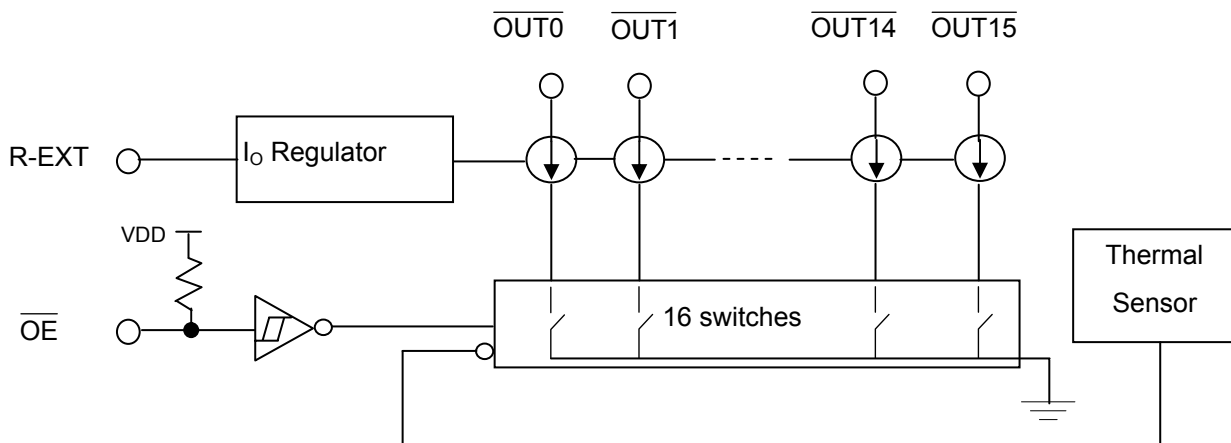 OUT0 OUT1 OUT14 OUT15
R-EXT
IO Regulator
VDD
OE
16 switches
Thermal
Sensor